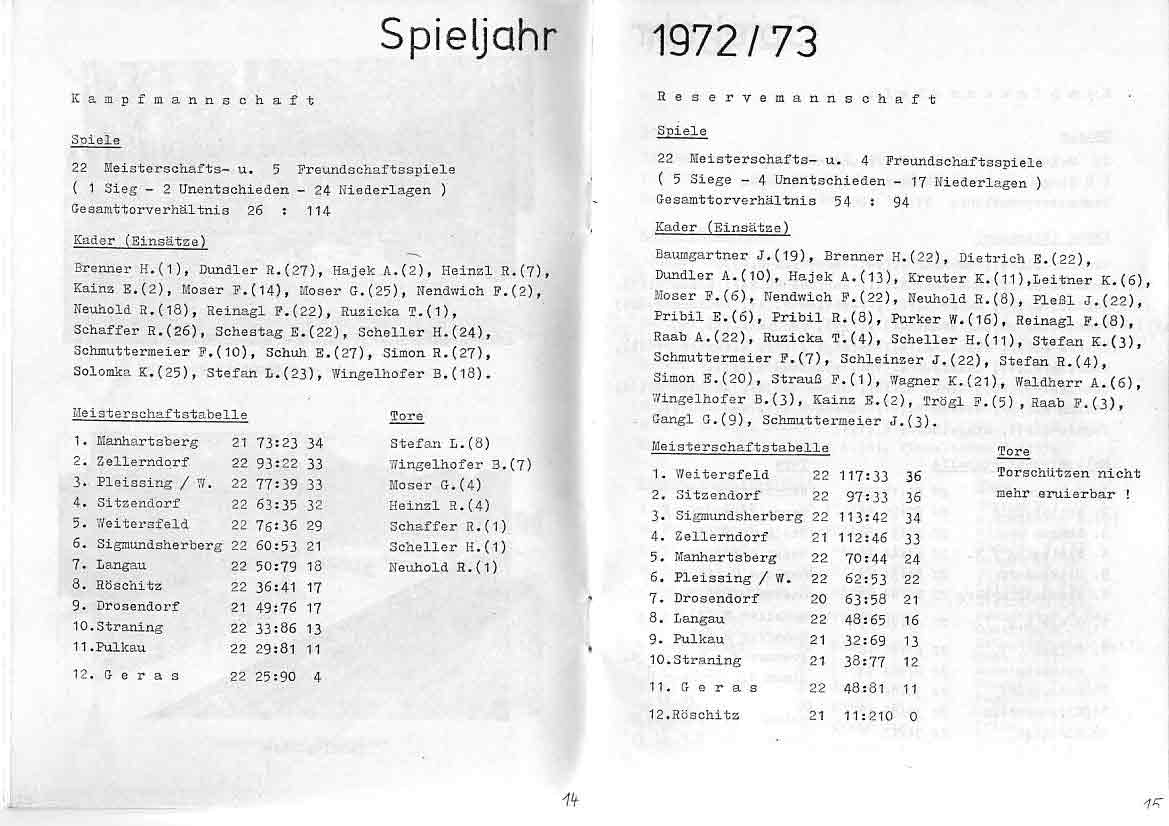 Spieljahr
Kampfmannschaft
Spiele
22 Meisterschafts- u. 5 Freundschaftsspiele
( 1 Sieg - 2 Unentschieden - 24 Niederlagen )
Gesamttorverhältnis 26 : 114
Kader (Einsätze)
Brenner H.(1), Dundler R.(27), Hajek A.(2), Heinzl R.(7),
Kainz E.(2), Moser F.(14), Moser G.(25), Nendwich F.(2),
Neuhold R.(18), Reinagl F.(22), Ruzicka T.(1),
Schaffer R.(26), Schestag E.(22), Scheller H.(24),
Schmuttermeier F.(10), Schuh E.(27), Simon R.(27),
Solomka K.(25), Stefan L.(23), Wingelhofer B.(18).
Meisterschaftstabelle
1. Manhartsberg 21 73:23 34
2. Zellerndorf 22 93:22 33
3. Pleissing / W. 22 77:39 33
4. Sitzendorf 22 63:35 32
5. Weitersfeld 22 76:36 29
6. Sigmundsherberg 22 60:53 21
7. Langau 22 50:79 18
8. Röschitz 22 36:41 17
9. Drosendorf 21 49:76 17
10.Straning 22 33:86 13
11.Pulkau 22 29:81 11
12. Geras 22 25:90 4
Tore
Stefan L.(8)
Wingelhofer B.(7)
Moser G.(4)
Heinzl R.(4)
Schaffer R.(1)
Scheller H.(1)
Neuhold R.(1)
14
1972/73
Reservemannschaft
Spiele
22 Meisterschafts- u. 4 Freundschaftsspiele
( 5 Siege - 4 Unentschieden - 17 Niederlagen )
Gesamttorverhältnis 54 : 94
Kader (Einsätze)
Baumgartner J.(19), Brenner H.(22), Dietrich E.(22),
Dundler A.(10), Hajek A.(13), Kreuter K.(11),Leitner K.(6),
Moser F.(6), Nendwich F.(22), Neuhold R.(8), Pleßl J.(22),
Pribil E.(6), Pribil R.(8), Purker W.(16), Reinagl F.(8),
Raab A.(22), Ruzicka T.(4), Scheller H.(11), Stefan K.(3),
Schmuttermeier F.(7), Schleinzer J.(22), Stefan R.(4),
Simon E.(20), Strauß F.(1), Wagner K.(21), Waldherr A.(6),
Wingelhofer B.(3), Kainz E.(2), Trögl F.(5), Raab F.(3),
Gangl G.(9), Schmuttermeier J.(3).
Meisterschaftstabelle
1. Weitersfeld 22 117:33 36
2. Sitzendorf 22 97:33 36
3. Sigmundsherberg 22 113:42 34
4. Zellerndorf 21 112:46 33
5. Manhartsberg 22 70:44 24
6. Pleissing / W. 22 62:53 22
7. Drosendorf 20 63:58 21
8. Langau 22 48:65 16
9. Pulkau 21 32:69 13
10.Straning 21 38:77 12
11. Geras 22 48:81 11
12.Röschitz 21 11:210 0
Tore
Torschützen nicht
mehr eruierbar !
15